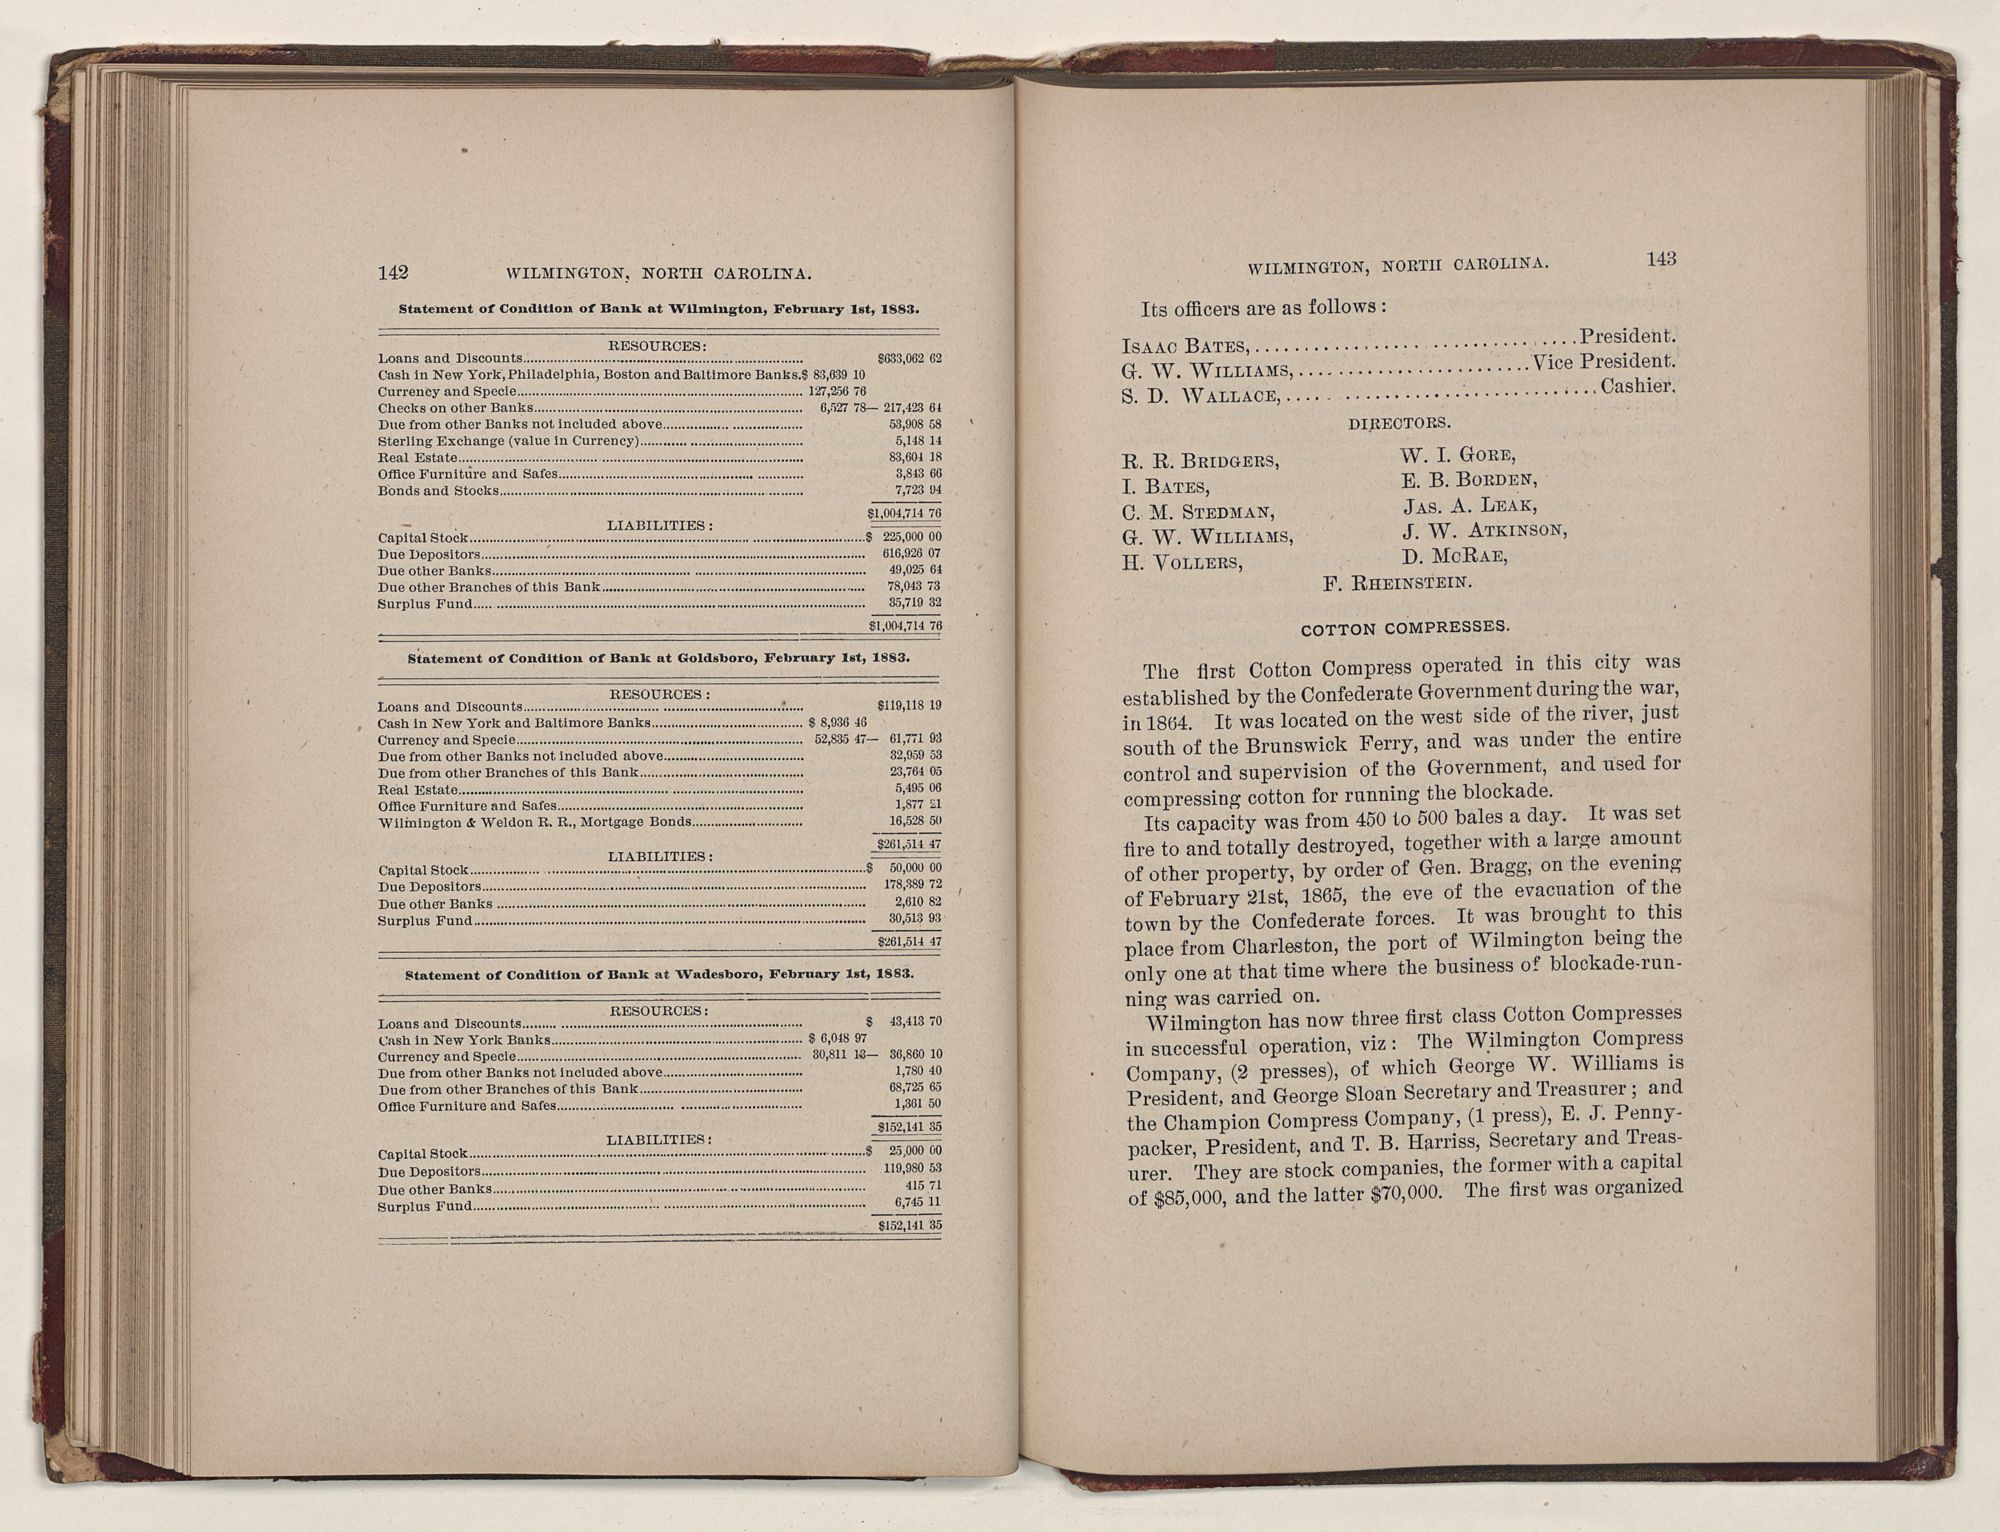 142 WILMINGTON, NORTH CAROLINA.
Statement of Condition of Bank at Wilmington, February 1st, 1883.
RESOURCES:
Loans and Discounts $633,062 62
Cash in New York, Philadelphia, Boston and Baltimore Banks. $ 83,639 10
Currency and Specie 127,256 76
Checks on other Banks 6,527 78— 217,423 64
Due from other Banks not included above 53,908 58
Sterling Exchange (value in Currency) 5,148 14
Real Estate 83,604 18
Office Furniture and Safes 3,843 66
Bonds and Stocks 7,723 94
$1,004,714 76
LIABILITIES:
Capital Stock $ 225,000 00
Due Depositors 616,926 07
Due other Banks 49,025 64
Due other Branches of this Bank 78,043 73
Surplus Fund 35,719 32
$1,004,714 76
Statement of Condition of Bank at Goldsboro, February 1st, 1883.
RESOURCES:
Loans and Discounts $119,118 19
Cash in New York and Baltimore Banks $ 8,936 46
Currency and Specie 52,835 47— 61,771 93
Due from other Banks not included above 32,959 53
Due from other Branches of this Bank 23,764 05
Real Estate 5,495 06
Office Furniture and Safes 1,877 21
Wilmington & Weldon R. R., Mortgage Bonds 16,528 50
$261,514 47
LIABILITIES:
Capital Stock $ 50,000 00
Due Depositors 178,389 72
Due other Banks 2,610 82
Surplus Fund 30,513 93
$261,514 47
Statement of Condition of Bank at Wadesboro, February 1st, 1883.
RESOURCES:
Loans and Discounts $ 43,413 70
Cash in New York Banks $ 6,048 97
Currency and Specie 30,811 13— 36,860 10
Due from other Banks not included above 1,780 40
Due from other Branches of this Bank 68,725 65
Office Furniture and Safes 1,361 50
$152,141 35
LIABILITIES:
Capital Stock $ 25,000 00
Due Depositors 119,980 53
Due other Banks 415 71
Surplus Fund 6,745 11
$152,141 35
WILMINGTON, NORTH CAROLINA. 143
Its officers are as follows:
ISAAC BATES, President.
G. W. WILLIAMS, Vice President.
S. D. WALLACE, Cashier.
DIRECTORS.
R. R. BRIDGERS, W. I. GORE,
I. BATES, E. B. BORDEN,
C. M. STEDMAN, JAS. A. LEAK,
G. W. WILLIAMS, J. W. ATKINSON,
H. VOLLERS, D. MCRAE,
F. RHEINSTEIN.
COTTON COMPRESSES.
The first Cotton Compress operated in this city was
established by the Confederate Government during the war,
in 1864. It was located on the west side of the river, just
south of the Brunswick Ferry, and was under the entire
control and supervision of the Government, and used for
compressing cotton for running the blockade.
Its capacity was from 450 to 500 bales a day. It was set
fire to and totally destroyed, together with a large amount
of other property, by order of Gen. Bragg, on the evening
of February 21st, 1865, the eve of the evacuation of the
town by the Confederate forces. It was brought to this
place from Charleston, the port of Wilmington being the
only one at that time where the business of blockade-run-
ning was carried on.
Wilmington has now three first class Cotton Compresses
in successful operation, viz: The Wilmington Compress
Company, (2 presses), of which George W. Williams is
President, and George Sloan Secretary and Treasurer; and
the Champion Compress Company, (1 press), E. J. Penny-
packer, President, and T. B. Harriss, Secretary and Treas-
urer. They are stock companies, the former with a capital
of $85,000, and the latter $70,000. The first was organized